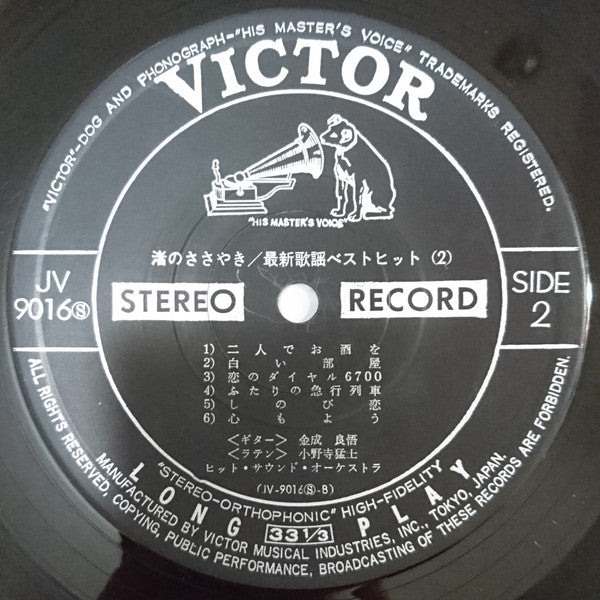 "VICTOR"–DOG AND PHONOGRAPH–"HIS MASTER'S VOICE" TRADEMARKS REGISTERED.
VICTOR
"HIS MASTER'S VOICE"
渚のささやき/最新歌謡ベストヒット (2)
JV
9016Ⓢ
STEREO
RECORD
SIDE
2
1) 二人でお酒を
2) 白い部屋
3) 恋のダイヤル6700
4) ふたりの急行列車
5) しのび恋
6) 心もよう
<ギター> 金成 良悟
<ラテン> 小野寺猛士
ヒット・サウンド・オーケストラ
(JV-9016Ⓢ-B)
"STEREO-ORTHOPHONIC" HIGH-FIDELITY
LONG 33 1/3 PLAY
MANUFACTURED BY VICTOR MUSICAL INDUSTRIES, INC., TOKYO, JAPAN.
ALL RIGHTS RESERVED, COPYING, PUBLIC PERFORMANCE, BROADCASTING OF THESE RECORDS ARE FORBIDDEN.